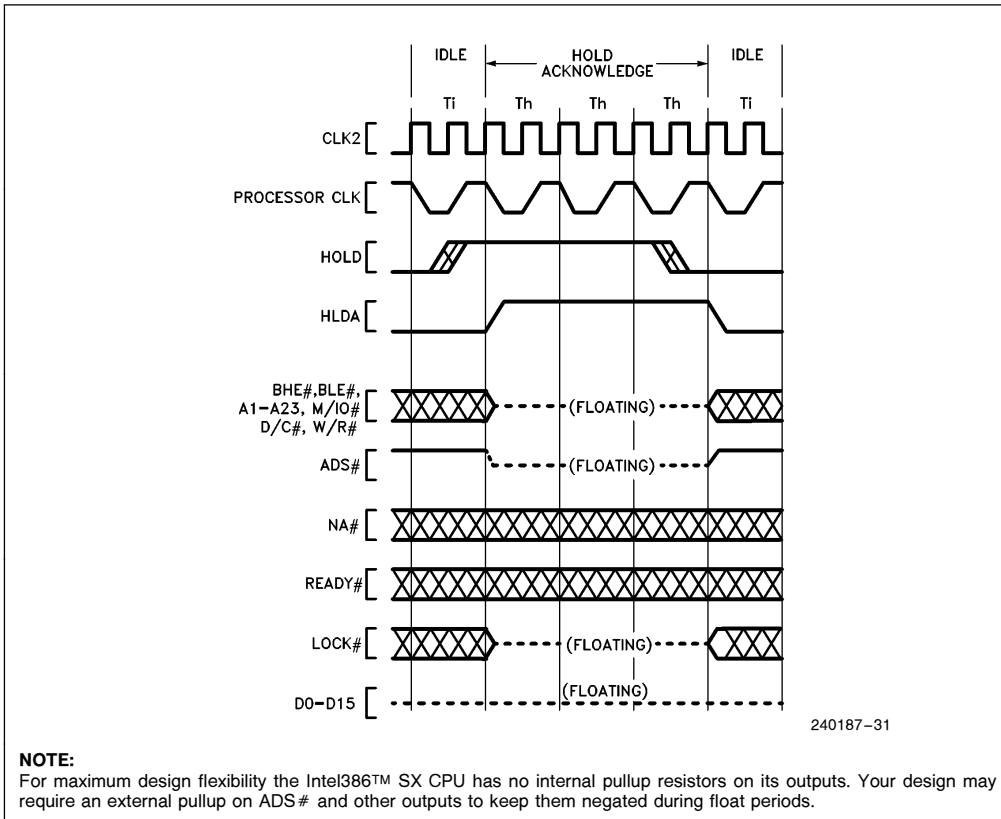 IDLE HOLD ACKNOWLEDGE IDLE
Ti Th Th Th Ti
CLK2
PROCESSOR CLK
HOLD
HLDA
BHE#,BLE#,
A1-A23, M/IO# (FLOATING)
D/C#, W/R#
ADS# (FLOATING)
NA#
READY#
LOCK# (FLOATING)
(FLOATING)
D0-D15
240187-31
NOTE:
For maximum design flexibility the Intel386™ SX CPU has no internal pullup resistors on its outputs. Your design may
require an external pullup on ADS# and other outputs to keep them negated during float periods.